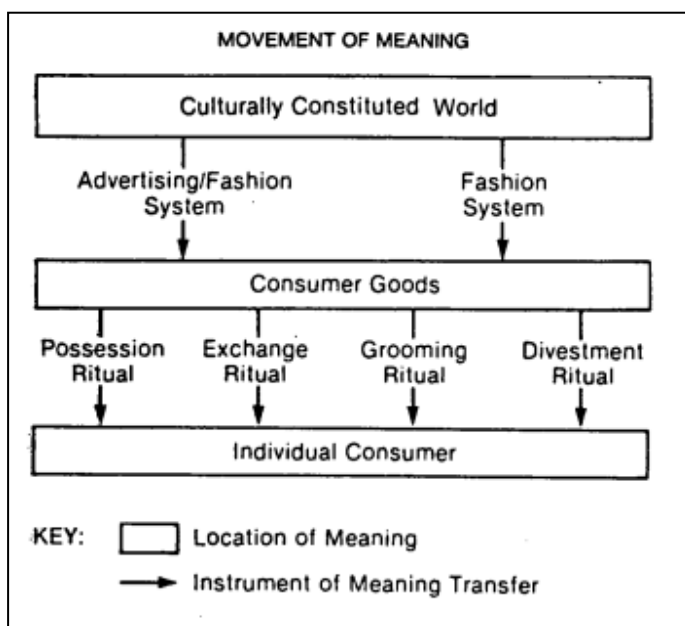 MOVEMENT OF MEANING
Culturally Constituted World
Advertising/Fashion
System
Fashion
System
Consumer Goods
Possession
Ritual
Exchange
Ritual
Grooming
Ritual
Divestment
Ritual
Individual Consumer
KEY:
Location of Meaning
Instrument of Meaning Transfer